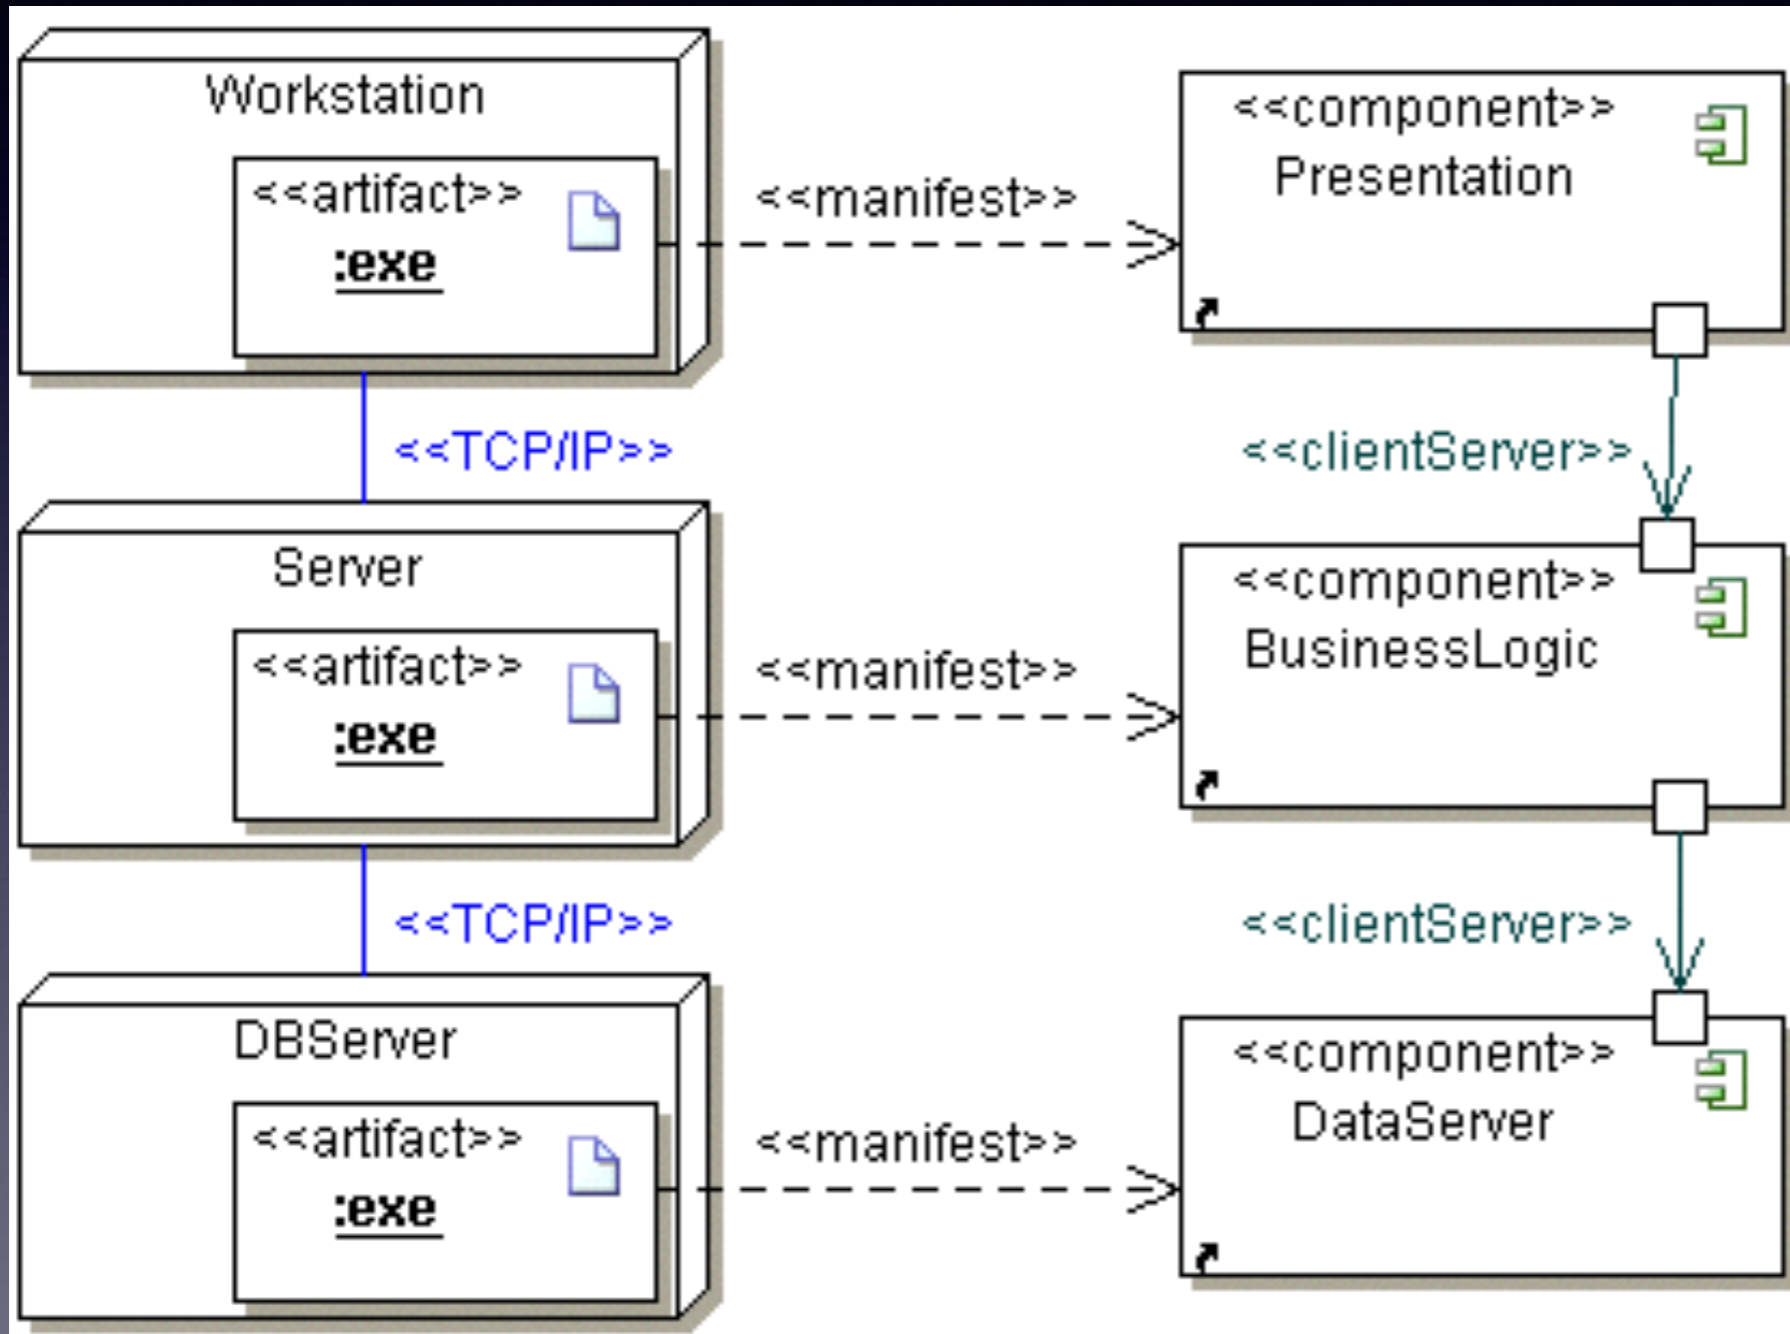 Workstation
<<artifact>>
:exe
<<manifest>>
<<component>>
Presentation
<<TCP/IP>>
<<clientServer>>
Server
<<artifact>>
:exe
<<manifest>>
<<component>>
BusinessLogic
<<TCP/IP>>
<<clientServer>>
DBServer
<<artifact>>
:exe
<<manifest>>
<<component>>
DataServer